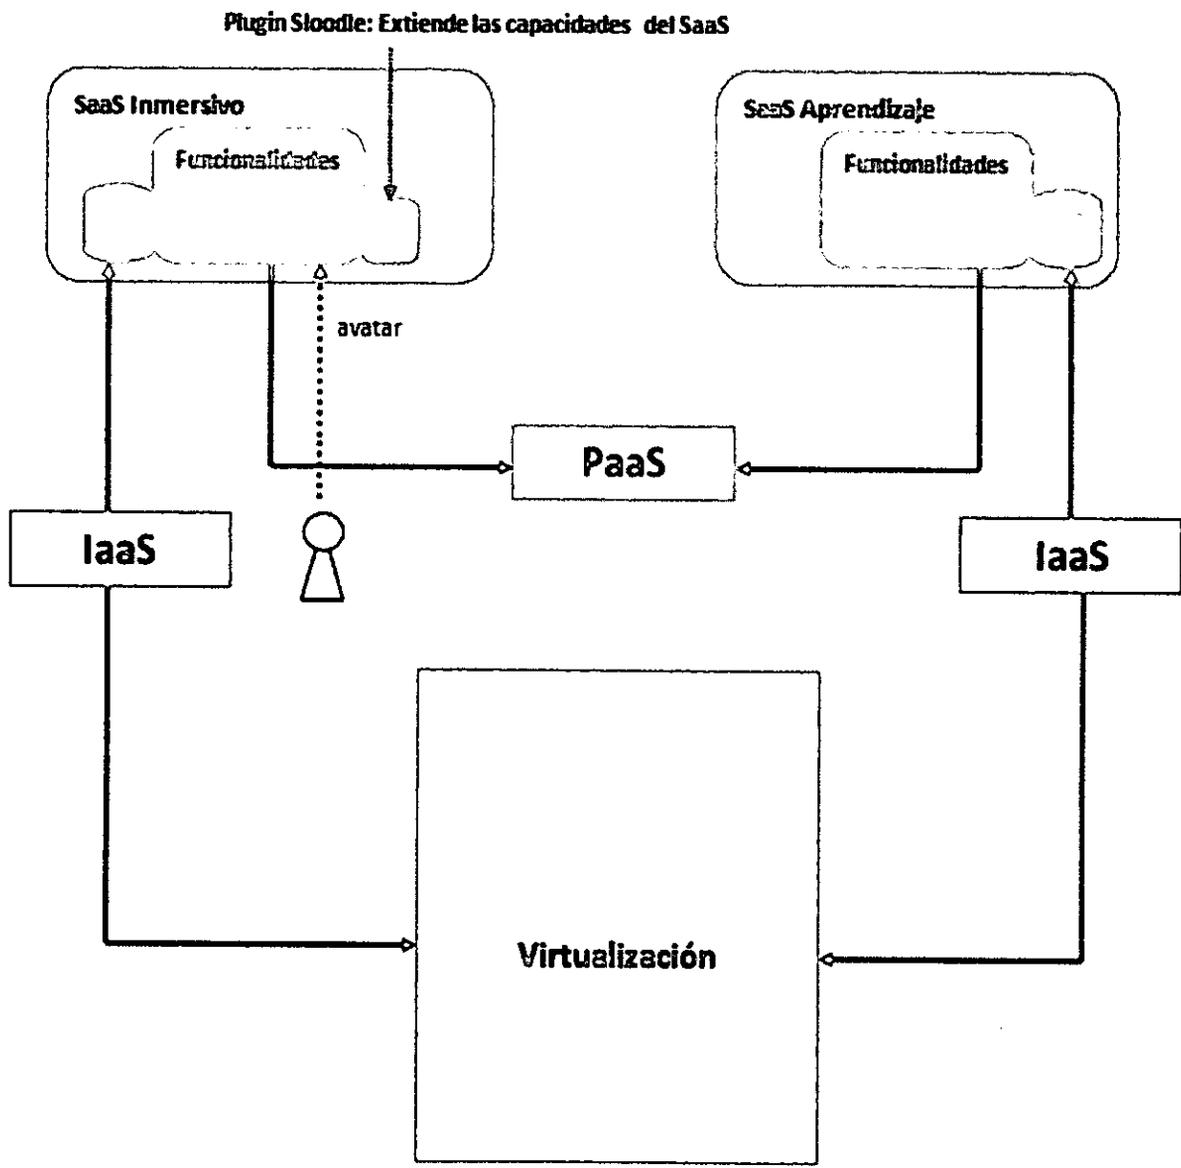 Plugin Sloodle: Extiende las capacidades del SaaS
SaaS Inmersivo
Funcionalidades
SaaS Aprendizaje
Funcionalidades
avatar
PaaS
IaaS
IaaS
Virtualización